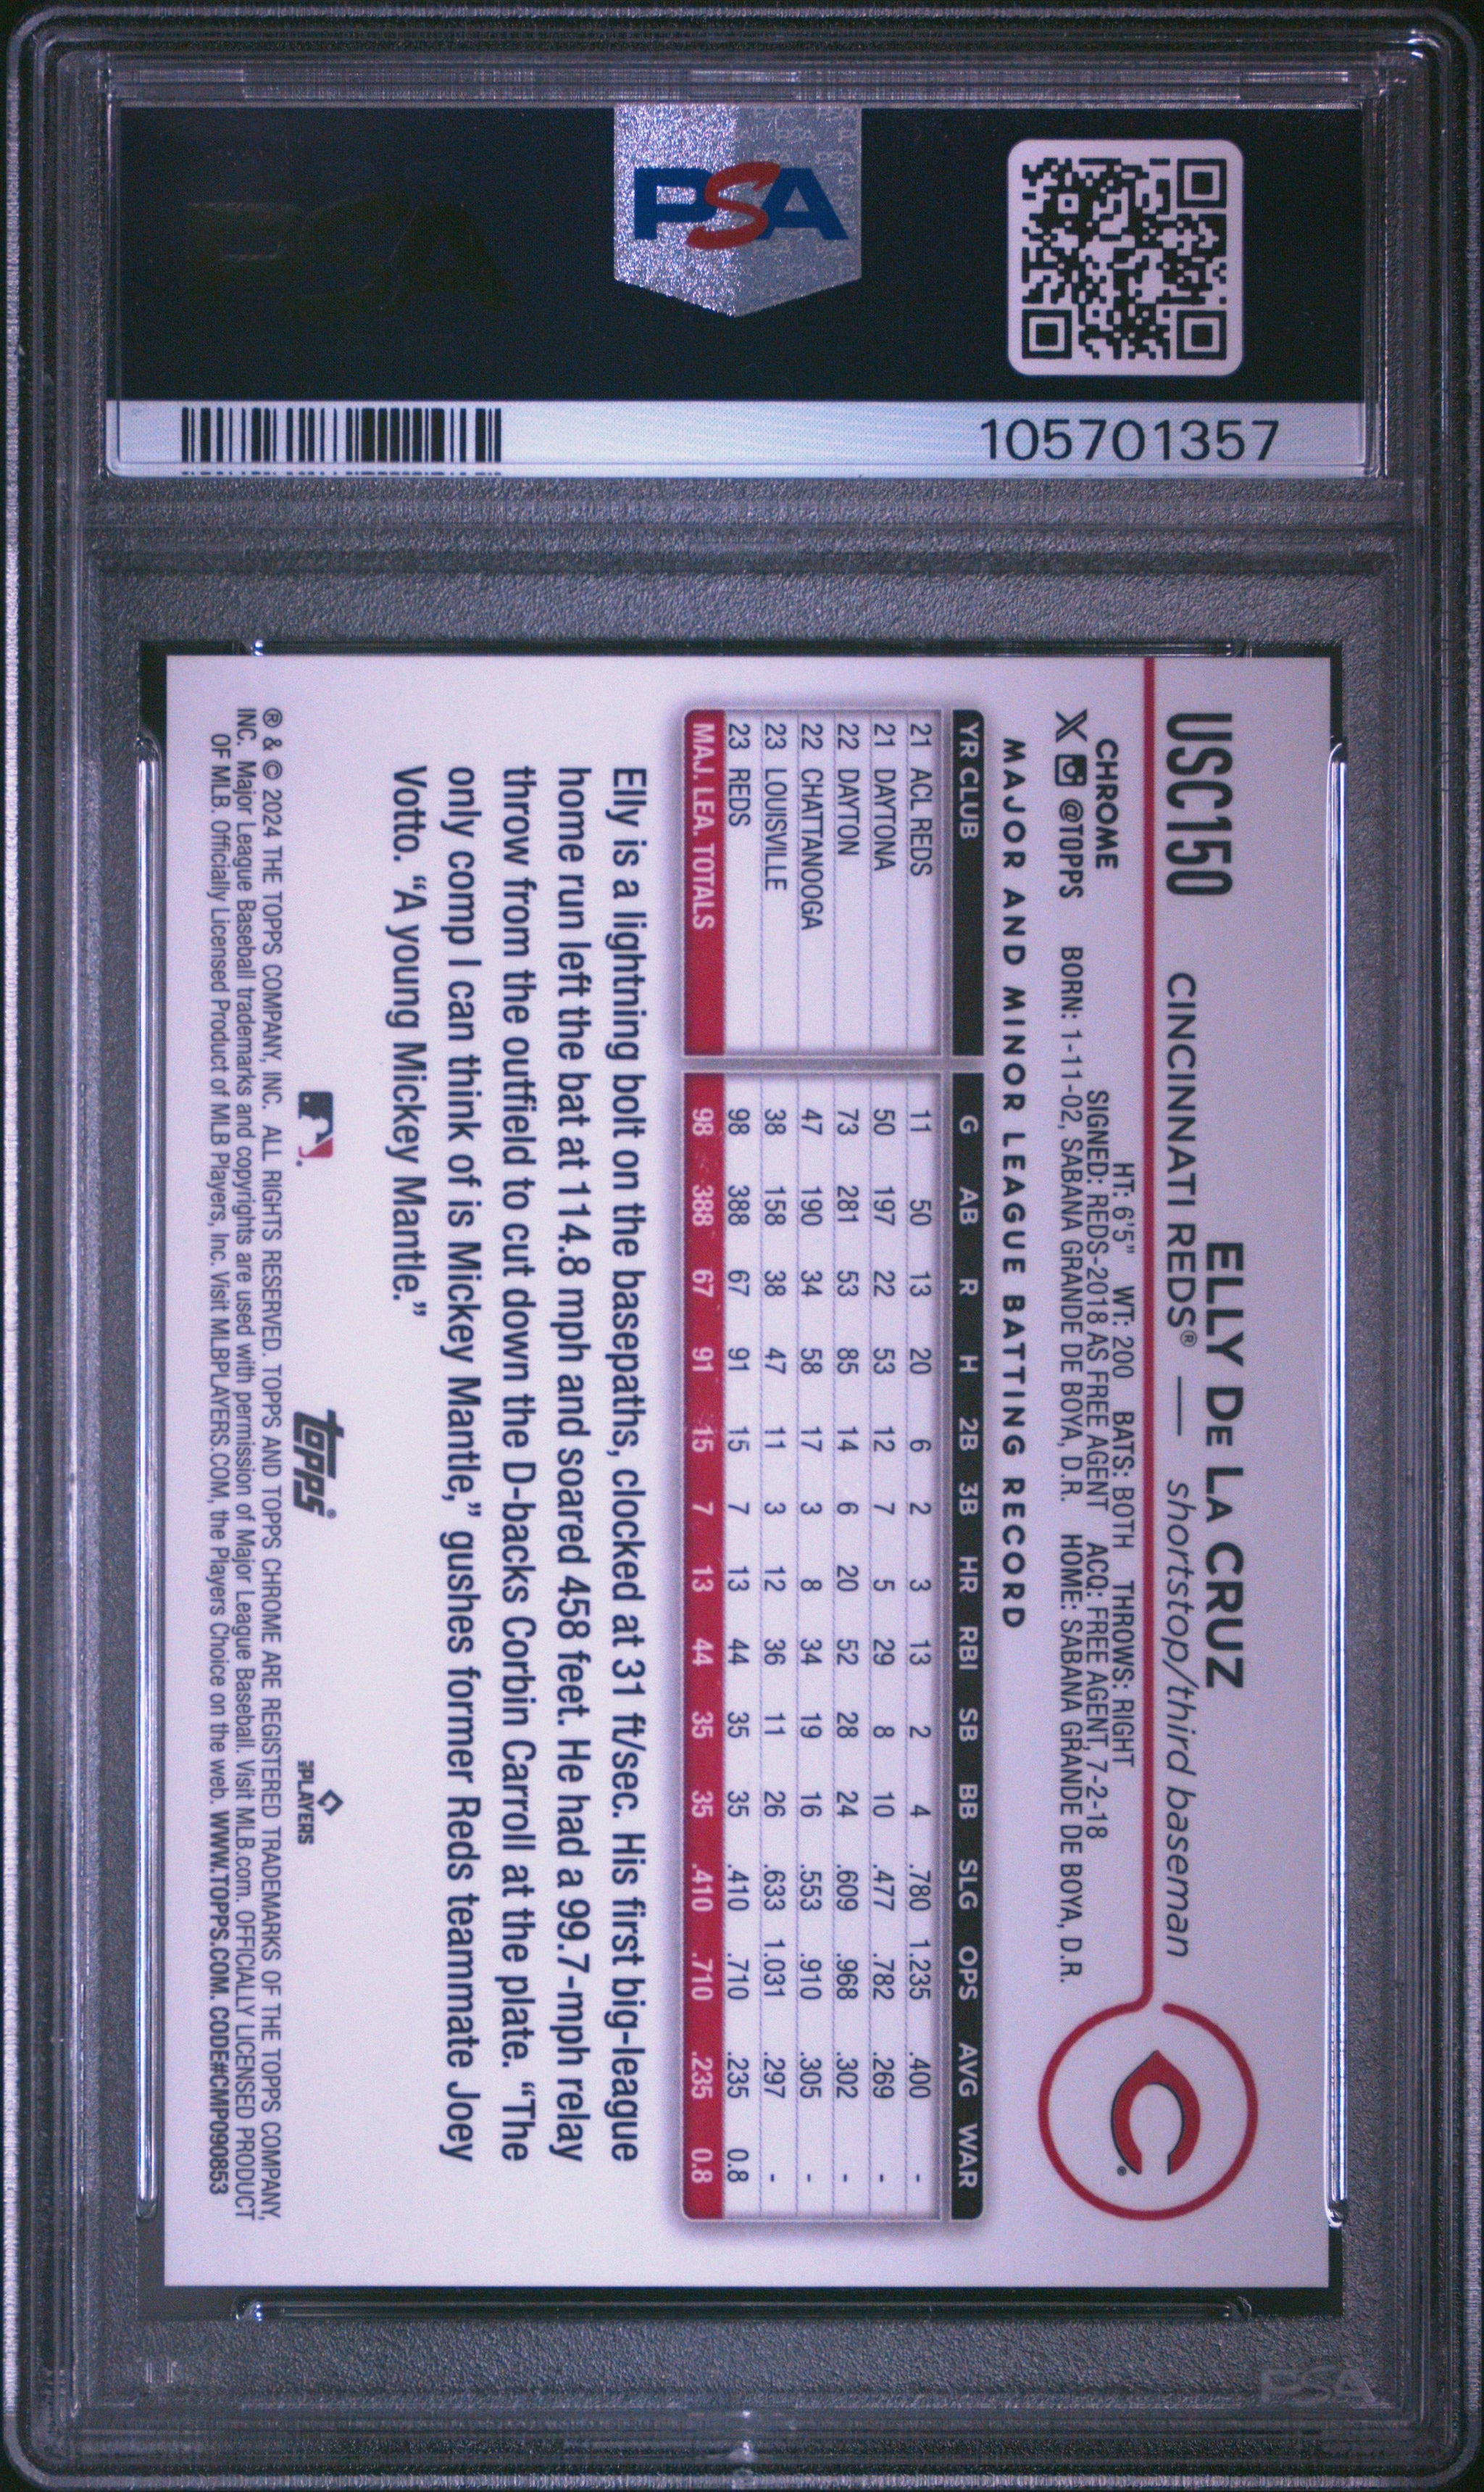 PSA
105701357
USC150
ELLY DE LA CRUZ
CINCINNATI REDS® — shortstop/third baseman
C
CHROME
HT: 6'5" WT: 200 BATS: BOTH THROWS: RIGHT
SIGNED: REDS-2018 AS FREE AGENT ACQ: FREE AGENT, 7-2-18
@TOPPS BORN: 1-11-02, SABANA GRANDE DE BOYA, D.R. HOME: SABANA GRANDE DE BOYA, D.R.
MAJOR AND MINOR LEAGUE BATTING RECORD
YR CLUB G AB R H 2B 3B HR RBI SB BB SLG OPS AVG WAR
21 ACL REDS 11 50 13 20 6 2 3 13 2 4 .780 1.235 .400 -
21 DAYTONA 50 197 22 53 12 7 5 29 8 10 .477 .782 .269 -
22 DAYTON 73 281 53 85 14 6 20 52 28 24 .609 .968 .302 -
22 CHATTANOOGA 47 190 34 58 17 3 8 34 19 16 .553 .910 .305 -
23 LOUISVILLE 38 158 38 47 11 3 12 36 11 26 .633 1.031 .297 -
23 REDS 98 388 67 91 15 7 13 44 35 35 .410 .710 .235 0.8
MAJ. LEA. TOTALS 98 388 67 91 15 7 13 44 35 35 .410 .710 .235 0.8
Elly is a lightning bolt on the basepaths, clocked at 31 ft/sec. His first big-league
home run left the bat at 114.8 mph and soared 458 feet. He had a 99.7-mph relay
throw from the outfield to cut down the D-backs Corbin Carroll at the plate. “The
only comp I can think of is Mickey Mantle,” gushes former Reds teammate Joey
Votto. “A young Mickey Mantle.”
topps®
PLAYERS
® & © 2024 THE TOPPS COMPANY, INC. ALL RIGHTS RESERVED. TOPPS AND TOPPS CHROME ARE REGISTERED TRADEMARKS OF THE TOPPS COMPANY,
INC. Major League Baseball trademarks and copyrights are used with permission of Major League Baseball. Visit MLB.com. OFFICIALLY LICENSED PRODUCT
OF MLB. Officially Licensed Product of MLB Players, Inc. Visit MLBPLAYERS.COM, the Players Choice on the web. WWW.TOPPS.COM. CODE#CMP090853
PSA